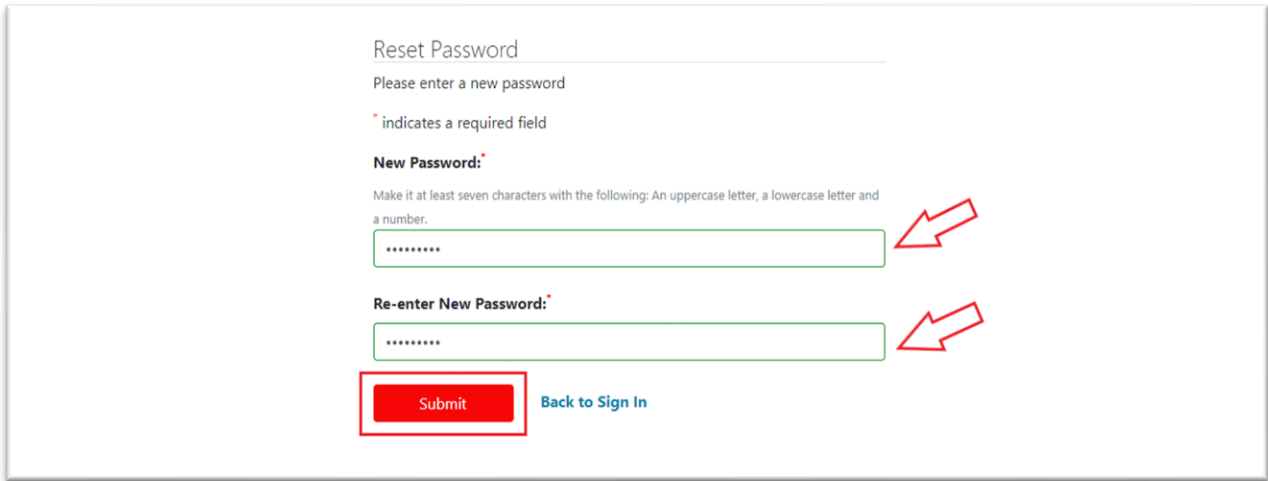 Reset Password
Please enter a new password
* indicates a required field
New Password:*
Make it at least seven characters with the following: An uppercase letter, a lowercase letter and
a number.
•••••••••
Re-enter New Password:*
•••••••••
Submit Back to Sign In